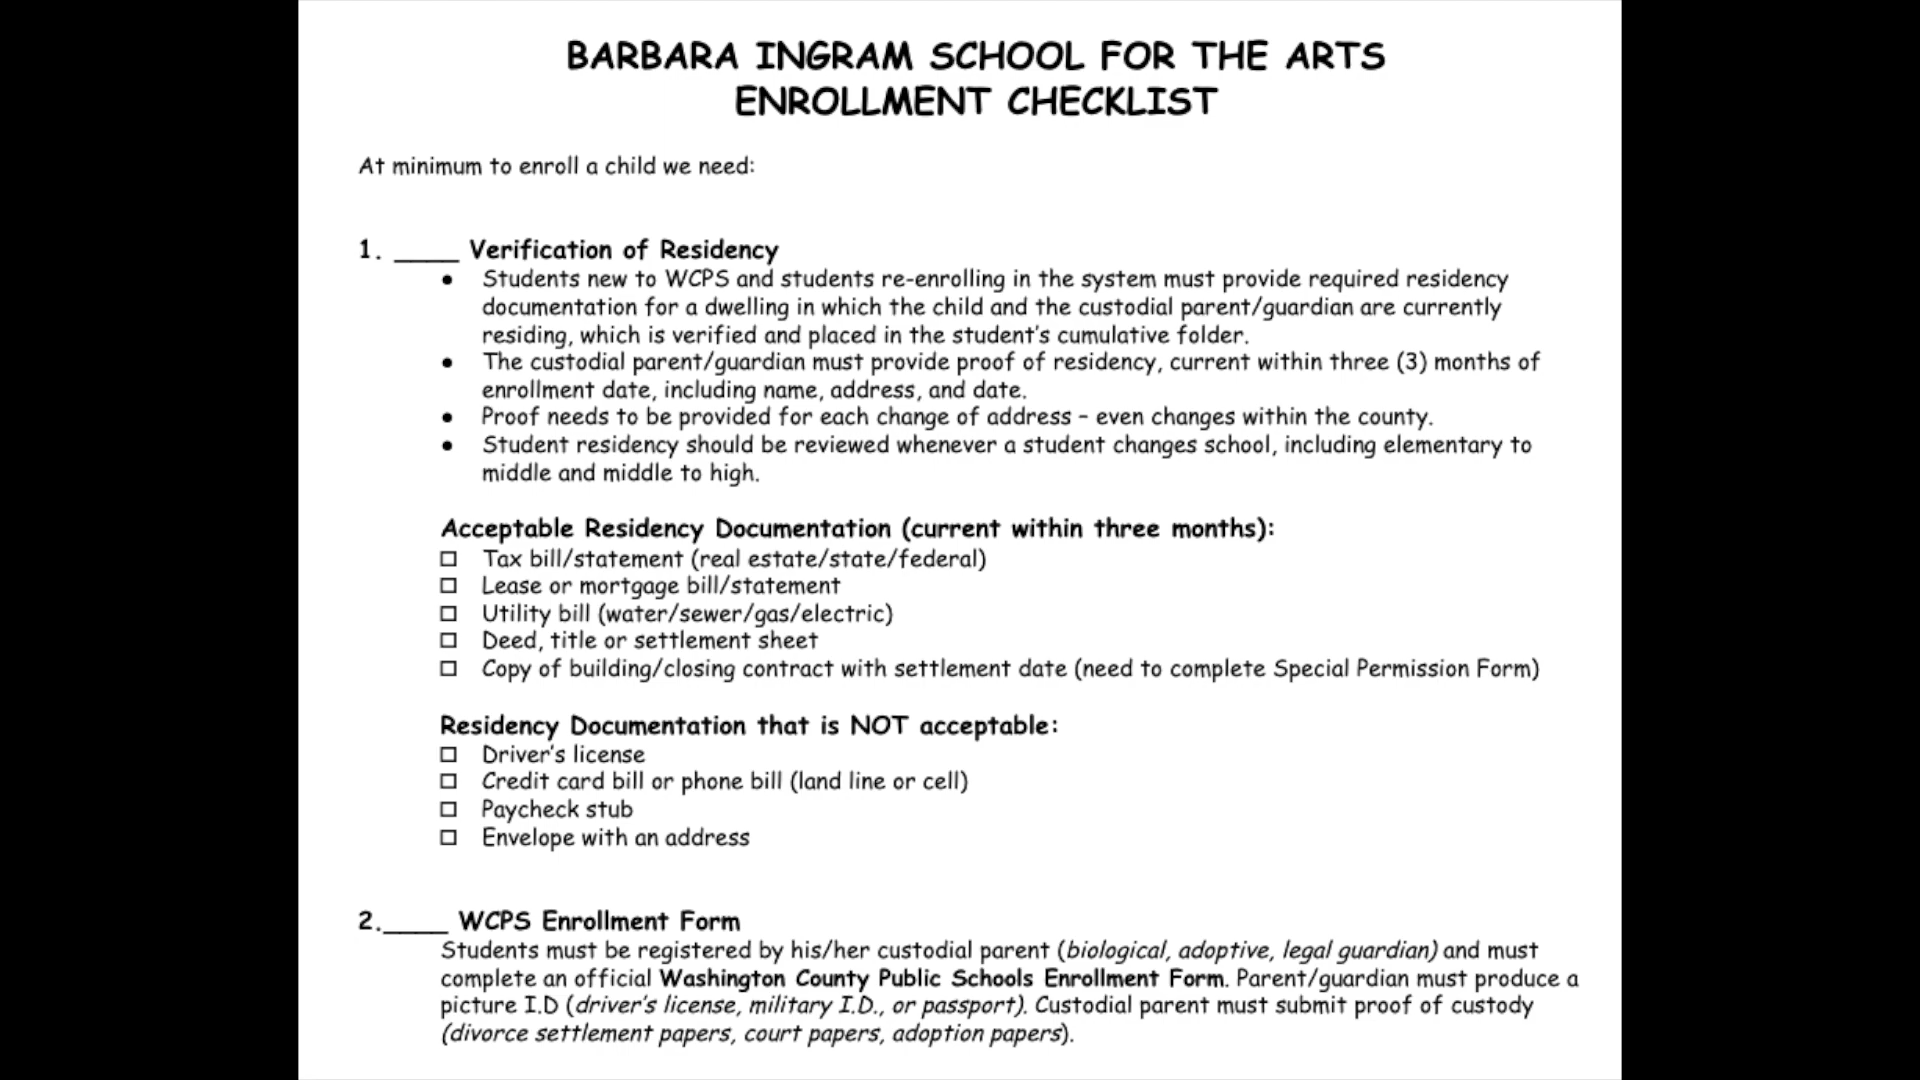 BARBARA INGRAM SCHOOL FOR THE ARTS
ENROLLMENT CHECKLIST
At minimum to enroll a child we need:
1. ____ Verification of Residency
• Students new to WCPS and students re-enrolling in the system must provide required residency
documentation for a dwelling in which the child and the custodial parent/guardian are currently
residing, which is verified and placed in the student's cumulative folder.
• The custodial parent/guardian must provide proof of residency, current within three (3) months of
enrollment date, including name, address, and date.
• Proof needs to be provided for each change of address – even changes within the county.
• Student residency should be reviewed whenever a student changes school, including elementary to
middle and middle to high.
Acceptable Residency Documentation (current within three months):
☐ Tax bill/statement (real estate/state/federal)
☐ Lease or mortgage bill/statement
☐ Utility bill (water/sewer/gas/electric)
☐ Deed, title or settlement sheet
☐ Copy of building/closing contract with settlement date (need to complete Special Permission Form)
Residency Documentation that is NOT acceptable:
☐ Driver's license
☐ Credit card bill or phone bill (land line or cell)
☐ Paycheck stub
☐ Envelope with an address
2.____ WCPS Enrollment Form
Students must be registered by his/her custodial parent (biological, adoptive, legal guardian) and must
complete an official Washington County Public Schools Enrollment Form. Parent/guardian must produce a
picture I.D (driver's license, military I.D., or passport). Custodial parent must submit proof of custody
(divorce settlement papers, court papers, adoption papers).